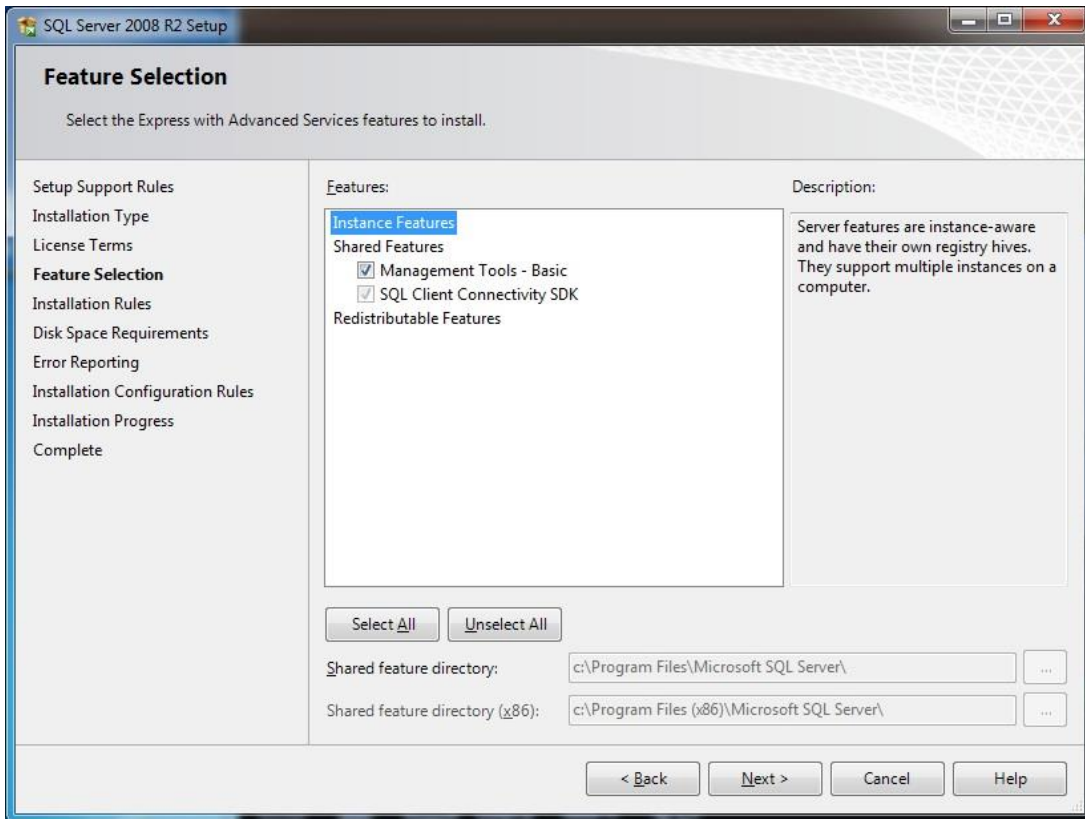 SQL Server 2008 R2 Setup
Feature Selection
Select the Express with Advanced Services features to install.
Setup Support Rules
Installation Type
License Terms
Feature Selection
Installation Rules
Disk Space Requirements
Error Reporting
Installation Configuration Rules
Installation Progress
Complete
Features:
Instance Features
Shared Features
Management Tools - Basic
SQL Client Connectivity SDK
Redistributable Features
Description:
Server features are instance-aware
and have their own registry hives.
They support multiple instances on a
computer.
Select All
Unselect All
Shared feature directory:
c:\Program Files\Microsoft SQL Server\
...
Shared feature directory (x86):
c:\Program Files (x86)\Microsoft SQL Server\
...
< Back
Next >
Cancel
Help